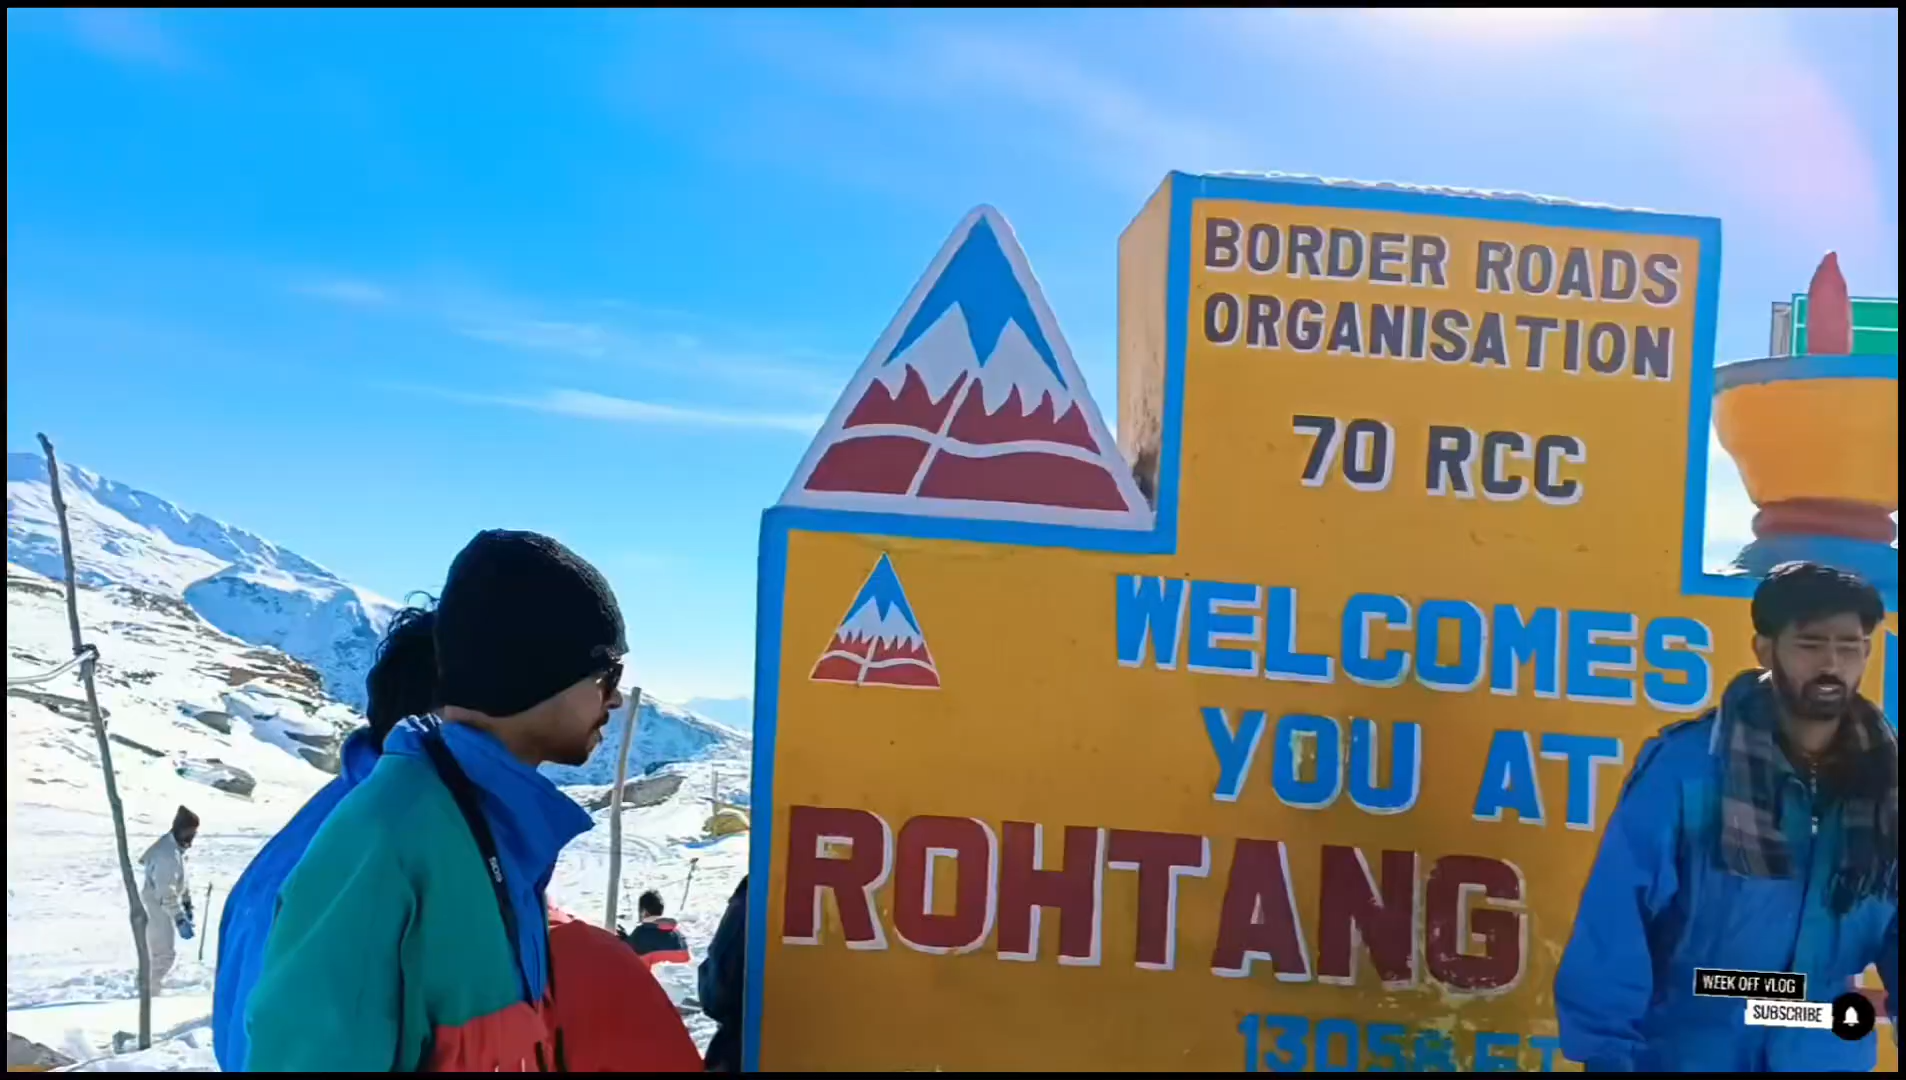 BORDER ROADS
ORGANISATION
70 RCC
WELCOMES
YOU AT
ROHTANG
WEEK OFF VLOG
SUBSCRIBE